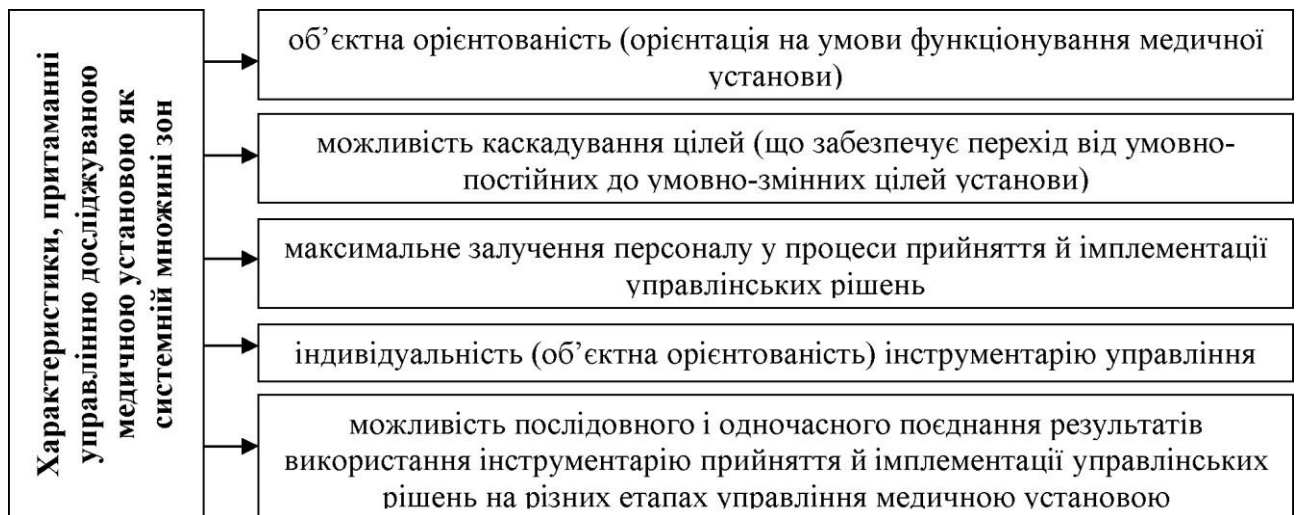 Характеристики, притаманні
управлінню досліджуваною
медичною установою як
системній множині зон
об’єктна орієнтованість (орієнтація на умови функціонування медичної
установи)
можливість каскадування цілей (що забезпечує перехід від умовно-
постійних до умовно-змінних цілей установи)
максимальне залучення персоналу у процеси прийняття й імплементації
управлінських рішень
індивідуальність (об’єктна орієнтованість) інструментарію управління
можливість послідовного і одночасного поєднання результатів
використання інструментарію прийняття й імплементації управлінських
рішень на різних етапах управління медичною установою